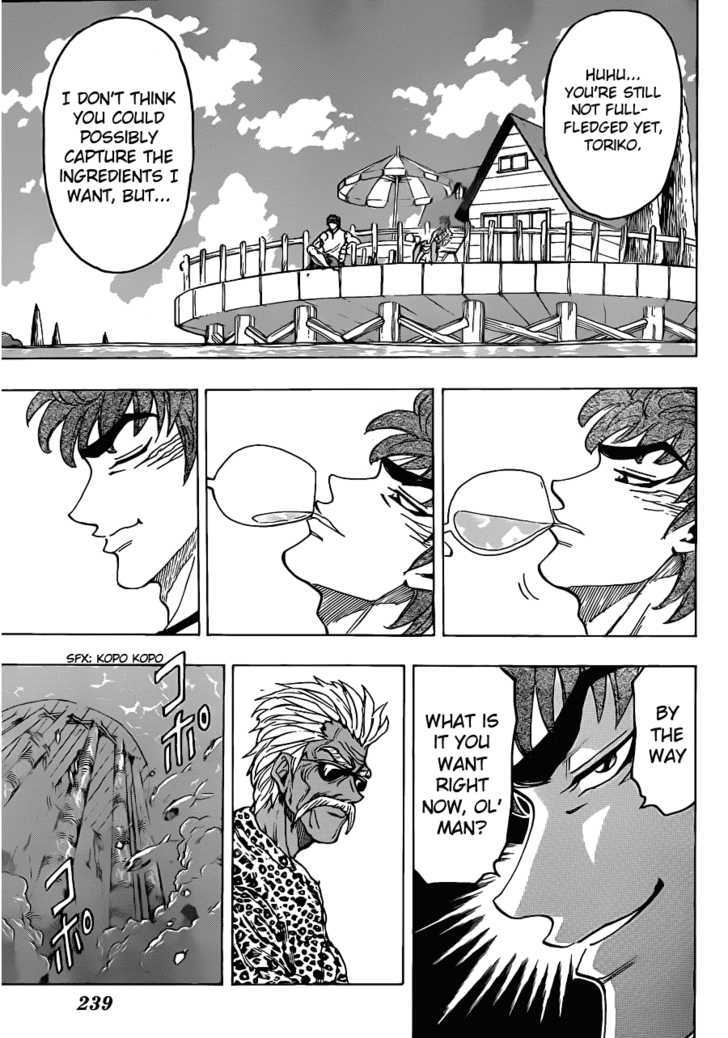 HUHU...
YOU'RE STILL
NOT FULL-
FLEDGED YET,
TORIKO.
I DON'T THINK
YOU COULD
POSSIBLY
CAPTURE THE
INGREDIENTS I
WANT, BUT...
BY
THE
WAY
WHAT IS
IT YOU
WANT
RIGHT
NOW, OL'
MAN?
SFX: KOPO KOPO
コポ
コポ
239